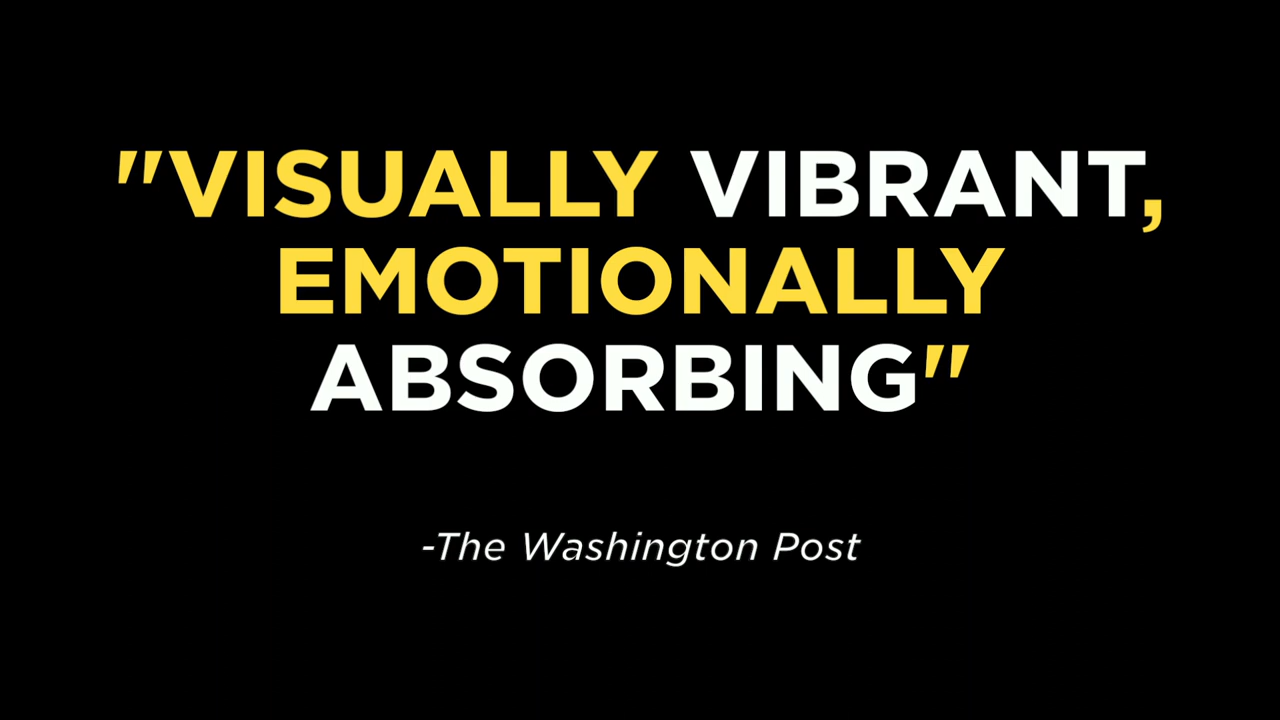 "VISUALLY VIBRANT,
EMOTIONALLY
ABSORBING"
-The Washington Post